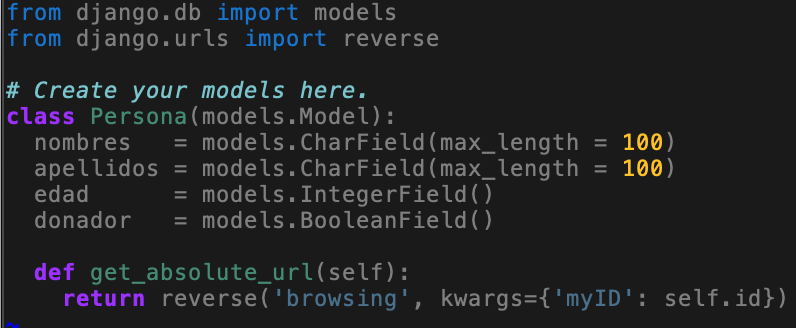 from django.db import models
from django.urls import reverse

# Create your models here.
class Persona(models.Model):
  nombres   = models.CharField(max_length = 100)
  apellidos = models.CharField(max_length = 100)
  edad      = models.IntegerField()
  donador   = models.BooleanField()

  def get_absolute_url(self):
    return reverse('browsing', kwargs={'myID': self.id})
~